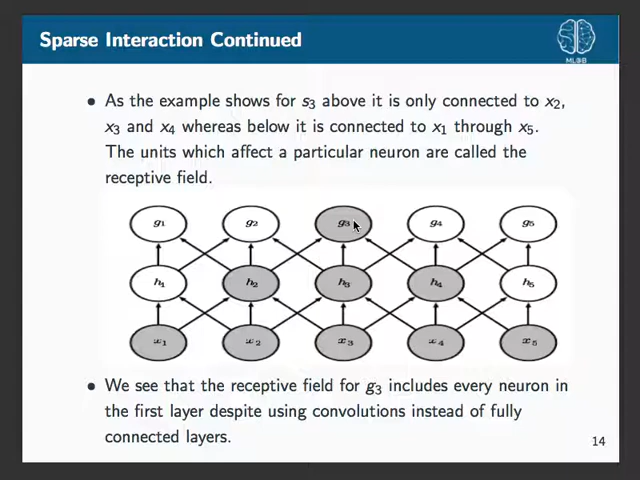 Sparse Interaction Continued
MLθB
• As the example shows for s3 above it is only connected to x2,
x3 and x4 whereas below it is connected to x1 through x5.
The units which affect a particular neuron are called the
receptive field.
g1 g2 g3 g4 g5
h1 h2 h3 h4 h5
x1 x2 x3 x4 x5
• We see that the receptive field for g3 includes every neuron in
the first layer despite using convolutions instead of fully
connected layers.
14